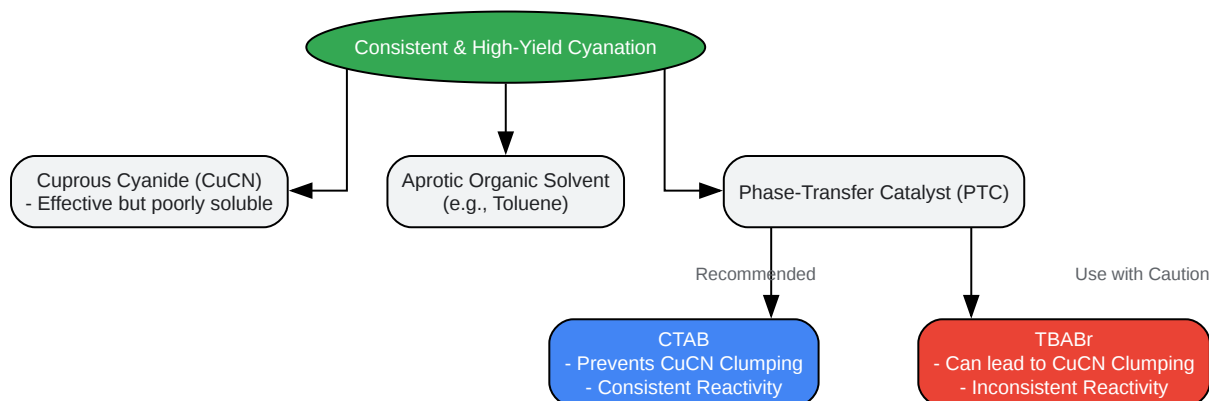 Consistent & High-Yield Cyanation
Cuprous Cyanide (CuCN)
- Effective but poorly soluble
Aprotic Organic Solvent
(e.g., Toluene)
Phase-Transfer Catalyst (PTC)
Recommended
Use with Caution
CTAB
- Prevents CuCN Clumping
- Consistent Reactivity
TBABr
- Can lead to CuCN Clumping
- Inconsistent Reactivity